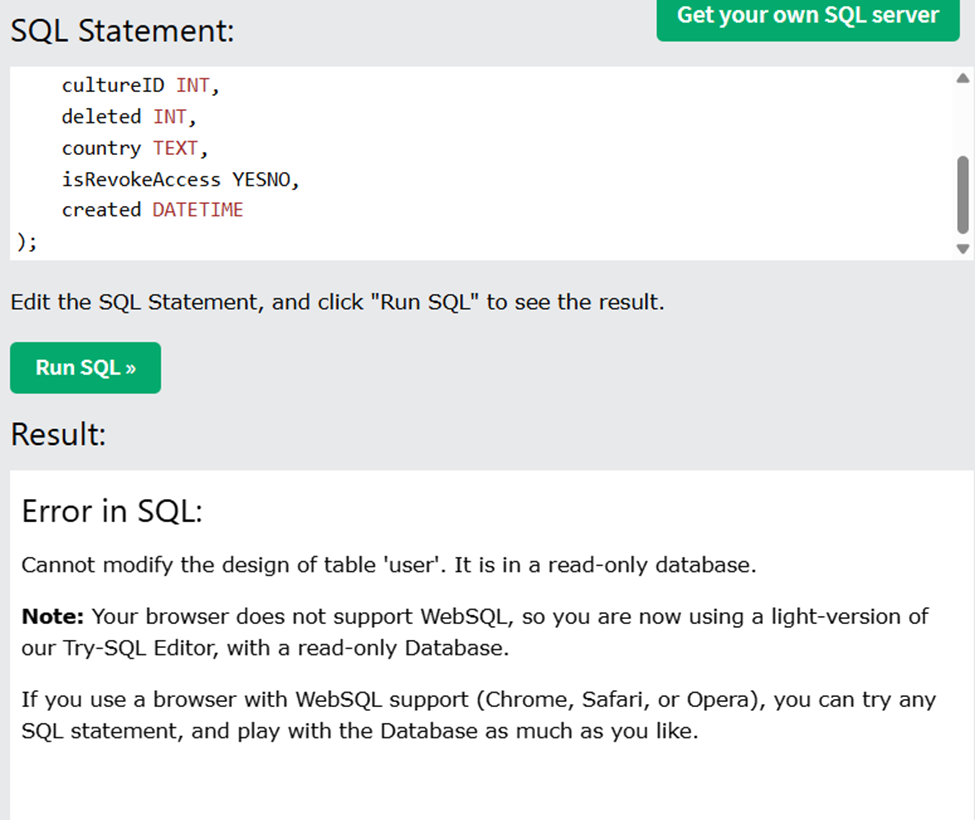 SQL Statement:
Get your own SQL server
cultureID INT,
deleted INT,
country TEXT,
isRevokeAccess YESNO,
created DATETIME
);
Edit the SQL Statement, and click "Run SQL" to see the result.
Run SQL »
Result:
Error in SQL:
Cannot modify the design of table 'user'. It is in a read-only database.
Note: Your browser does not support WebSQL, so you are now using a light-version of
our Try-SQL Editor, with a read-only Database.
If you use a browser with WebSQL support (Chrome, Safari, or Opera), you can try any
SQL statement, and play with the Database as much as you like.